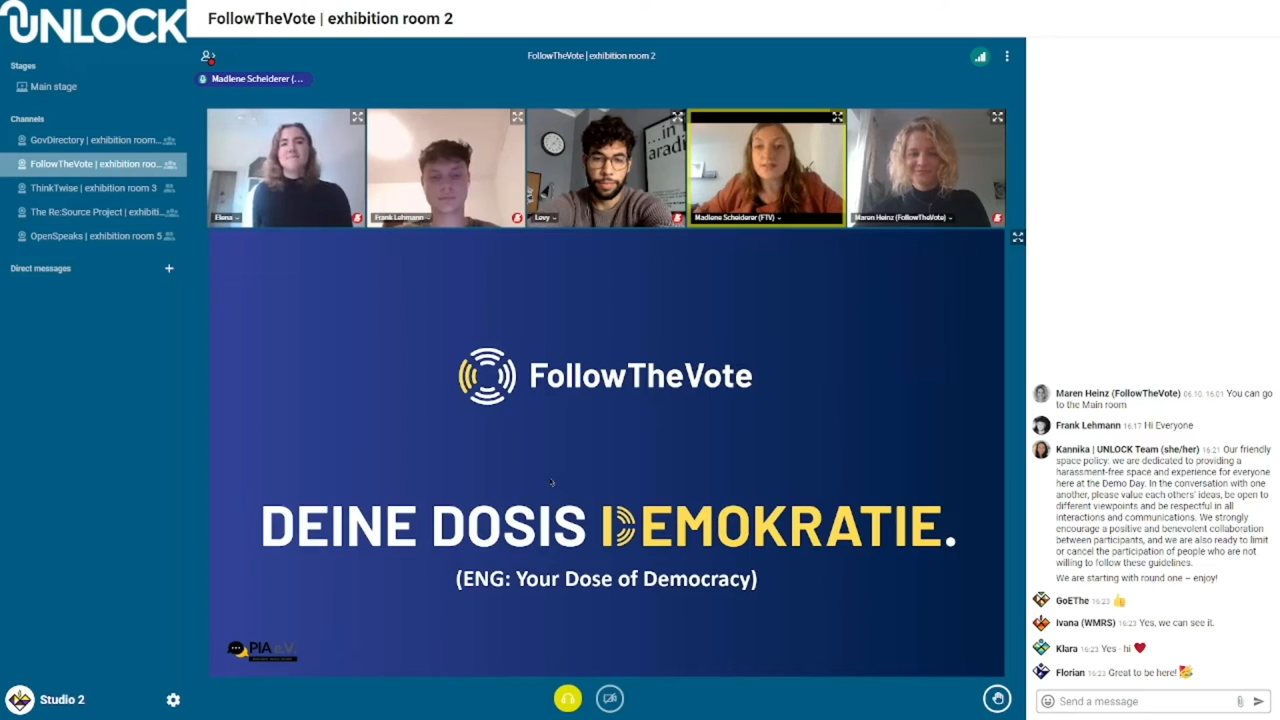 UNLOCK
FollowTheVote | exhibition room 2
Stages
Main stage
Channels
GovDirectory | exhibition room...
FollowTheVote | exhibition roo...
ThinkTwise | exhibition room 3
The Re:Source Project | exhibiti...
OpenSpeaks | exhibition room 5
Direct messages
+
FollowTheVote | exhibition room 2
Madlene Scheiderer (...
...in
aradi
Elena
Frank Lehmann
Levy
Madlene Scheiderer (FTV)
Maren Heinz (FollowTheVote)
FollowTheVote
DEINE DOSIS DEMOKRATIE.
(ENG: Your Dose of Democracy)
PIA e.V.
Maren Heinz (FollowTheVote) 06.10. 16:01 You can go
to the Main room
Frank Lehmann 16:17 Hi Everyone
Kannika | UNLOCK Team (she/her) 16:21 Our friendly
space policy: we are dedicated to providing a
harassment-free space and experience for everyone
here at the Demo Day. In the conversation with one
another, please value each others' ideas, be open to
different viewpoints and be respectful in all
interactions and communications. We strongly
encourage a positive and benevolent collaboration
between participants, and we are also ready to limit
or cancel the participation of people who are not
willing to follow these guidelines.
We are starting with round one – enjoy!
GoEThe 16:23 👍
Ivana (WMRS) 16:23 Yes, we can see it.
Klara 16:23 Yes - hi ♥
Florian 16:23 Great to be here! 🥳
Send a message
Studio 2